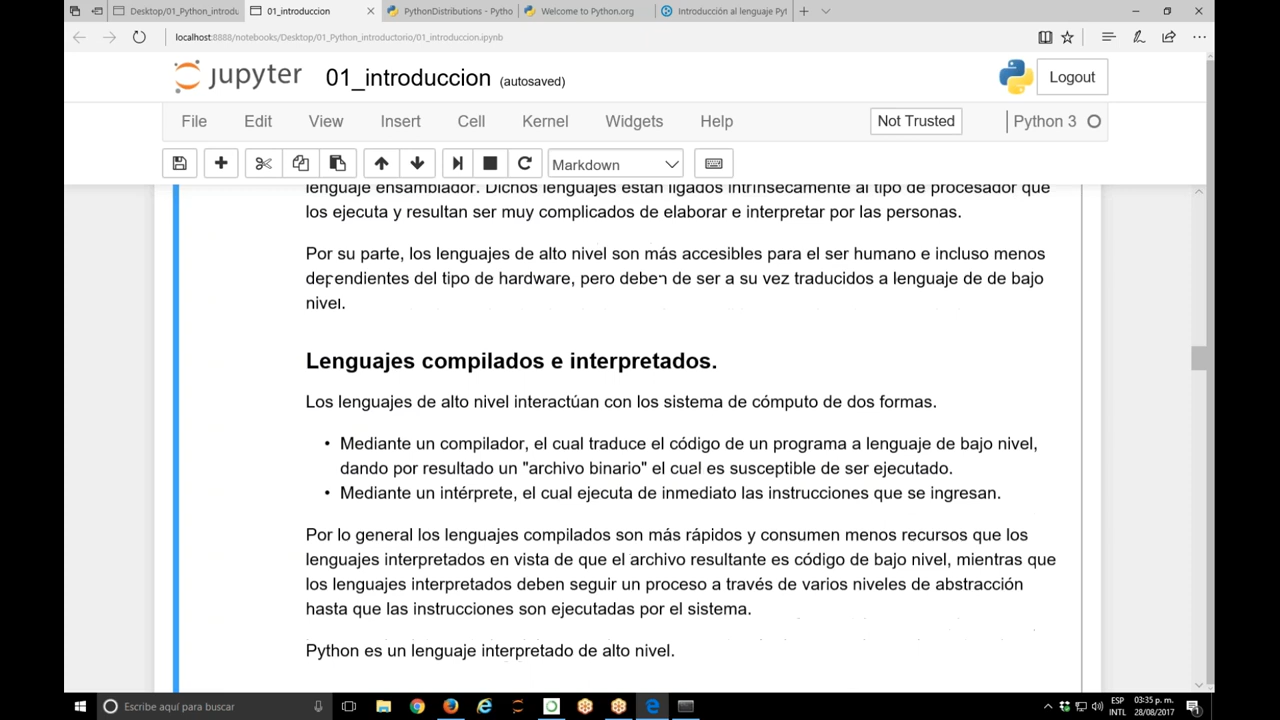 Desktop/01_Python_introdu
01_introduccion
PythonDistributions - Pytho
Welcome to Python.org
Introducción al lenguaje Pyt
localhost:8888/notebooks/Desktop/01_Python_introductorio/01_introduccion.ipynb
jupyter 01_introduccion (autosaved)
Logout
File Edit View Insert Cell Kernel Widgets Help
Not Trusted
Python 3
Markdown
lenguaje ensamblador. Dichos lenguajes están ligados intrínsecamente al tipo de procesador que
los ejecuta y resultan ser muy complicados de elaborar e interpretar por las personas.
Por su parte, los lenguajes de alto nivel son más accesibles para el ser humano e incluso menos
dependientes del tipo de hardware, pero deben de ser a su vez traducidos a lenguaje de de bajo
nivel.
Lenguajes compilados e interpretados.
Los lenguajes de alto nivel interactúan con los sistema de cómputo de dos formas.
• Mediante un compilador, el cual traduce el código de un programa a lenguaje de bajo nivel,
dando por resultado un "archivo binario" el cual es susceptible de ser ejecutado.
• Mediante un intérprete, el cual ejecuta de inmediato las instrucciones que se ingresan.
Por lo general los lenguajes compilados son más rápidos y consumen menos recursos que los
lenguajes interpretados en vista de que el archivo resultante es código de bajo nivel, mientras que
los lenguajes interpretados deben seguir un proceso a través de varios niveles de abstracción
hasta que las instrucciones son ejecutadas por el sistema.
Python es un lenguaje interpretado de alto nivel.
Escribe aquí para buscar
ESP
INTL
03:35 p. m.
28/08/2017